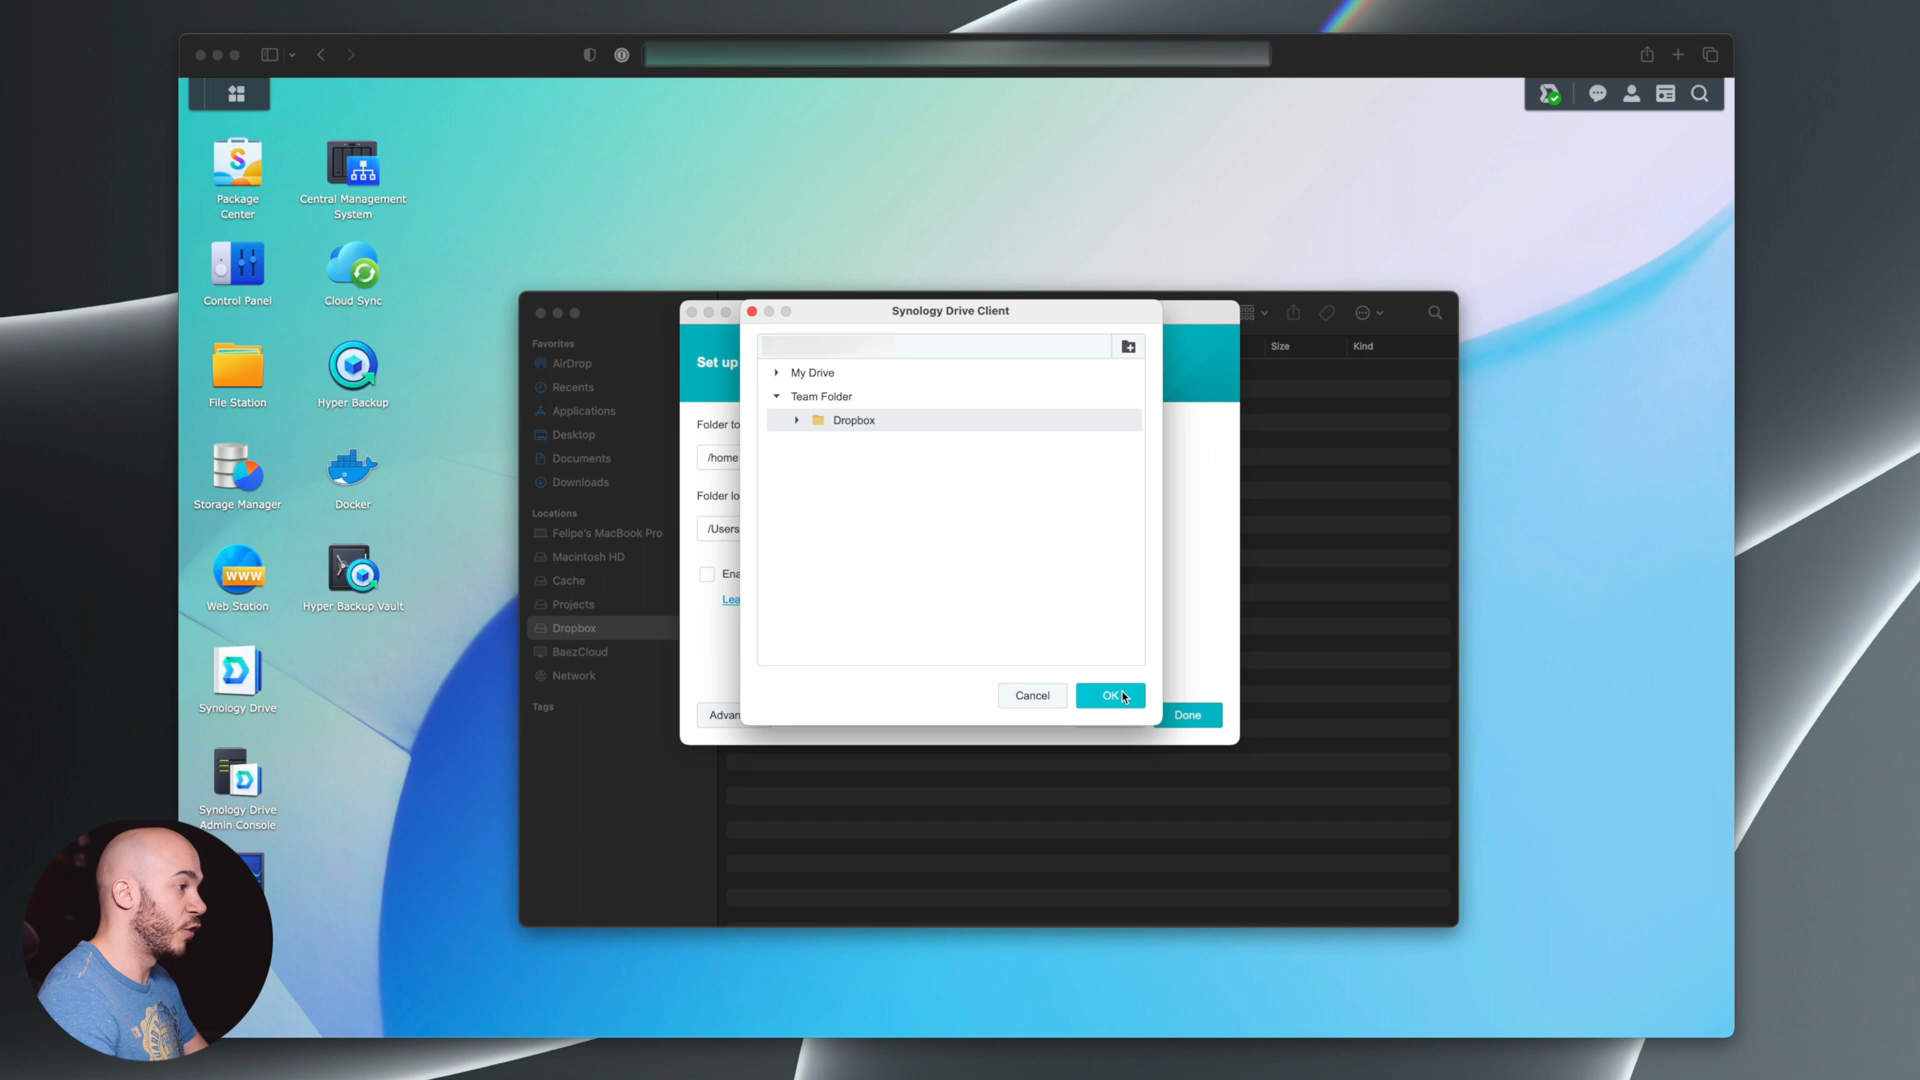 Package
Center
Central Management
System
Control Panel
Cloud Sync
File Station
Hyper Backup
Storage Manager
Docker
WWW
Web Station
Hyper Backup Vault
Synology Drive
Synology Drive
Admin Console
Favorites
AirDrop
Recents
Applications
Desktop
Documents
Downloads
Locations
Felipe's MacBook Pro
Macintosh HD
Cache
Projects
Dropbox
BaezCloud
Network
Tags
Size
Kind
Set up
Folder to
/home
Folder lo
/Users
Ena
Lea
Advan
Done
Synology Drive Client
My Drive
Team Folder
Dropbox
Cancel
OK